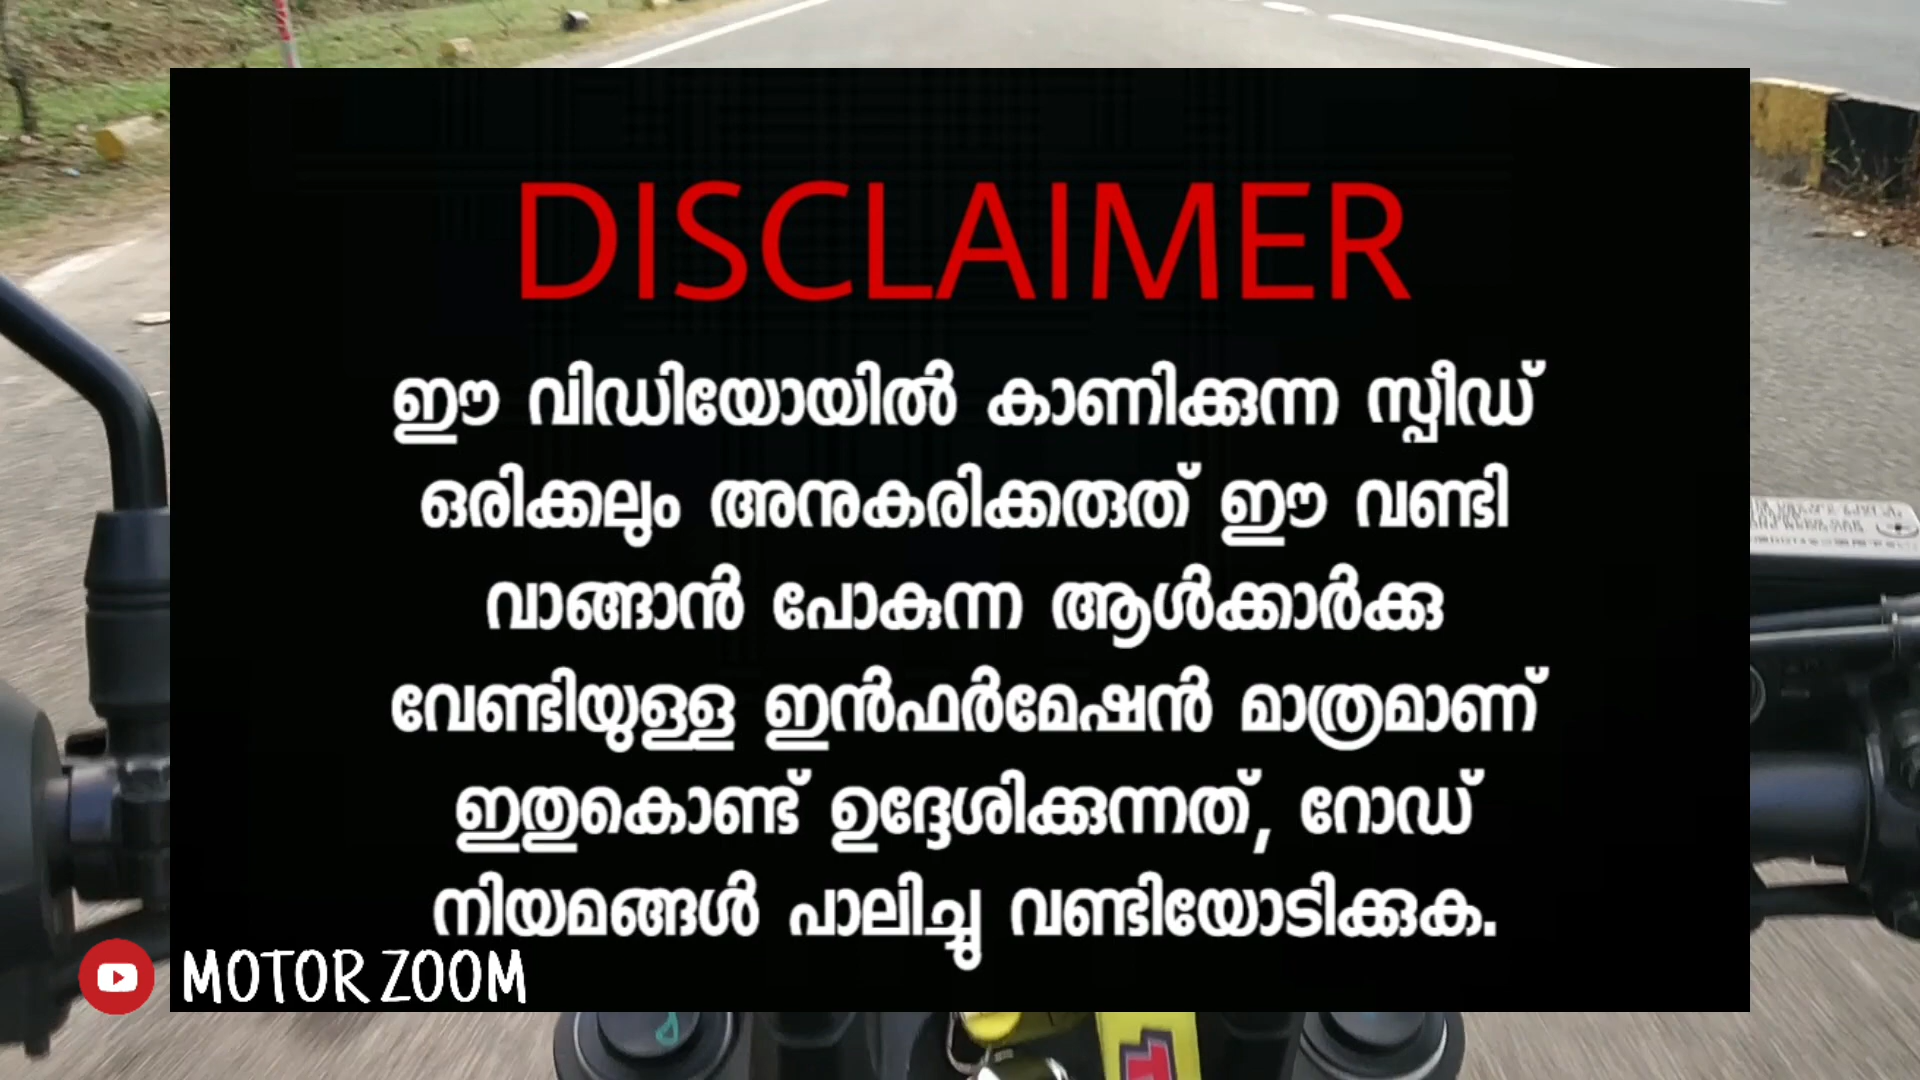 DISCLAIMER
ഈ വിഡിയോയിൽ കാണിക്കുന്ന സ്പീഡ്
ഒരിക്കലും അനുകരിക്കരുത് ഈ വണ്ടി
വാങ്ങാൻ പോകുന്ന ആൾക്കാർക്കു
വേണ്ടിയുള്ള ഇൻഫർമേഷൻ മാത്രമാണ്
ഇതുകൊണ്ട് ഉദ്ദേശിക്കുന്നത്, റോഡ്
നിയമങ്ങൾ പാലിച്ചു വണ്ടിയോടിക്കുക.
MOTOR ZOOM